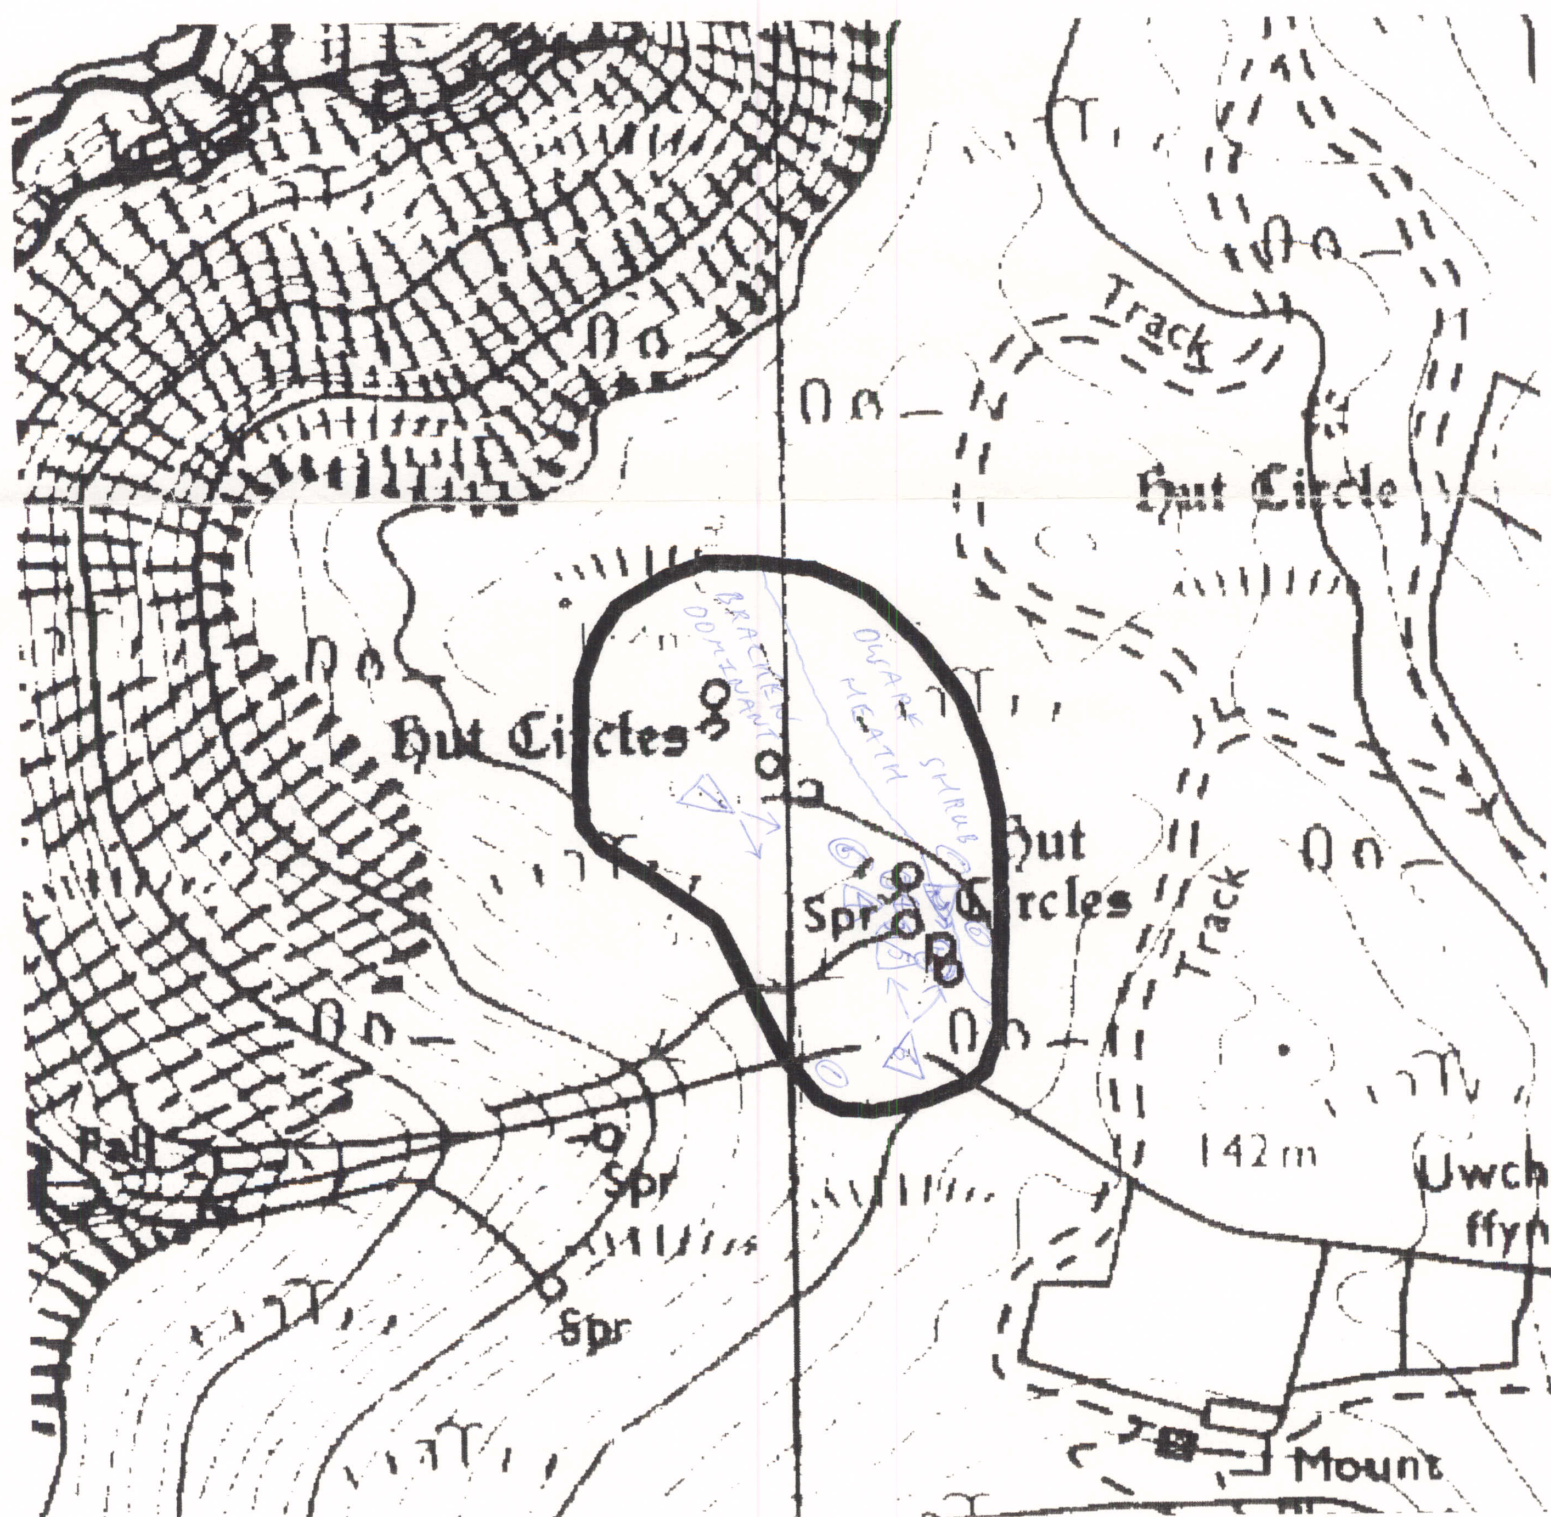 Track
Hut Circle
BRACKEN
DOMINANT
DWARF SHRUB
HEATH
Hut Circles
Hut
Circles
Spr
Track
142m
Uwch
ffyn
Fall
Spr
Spr
Mount